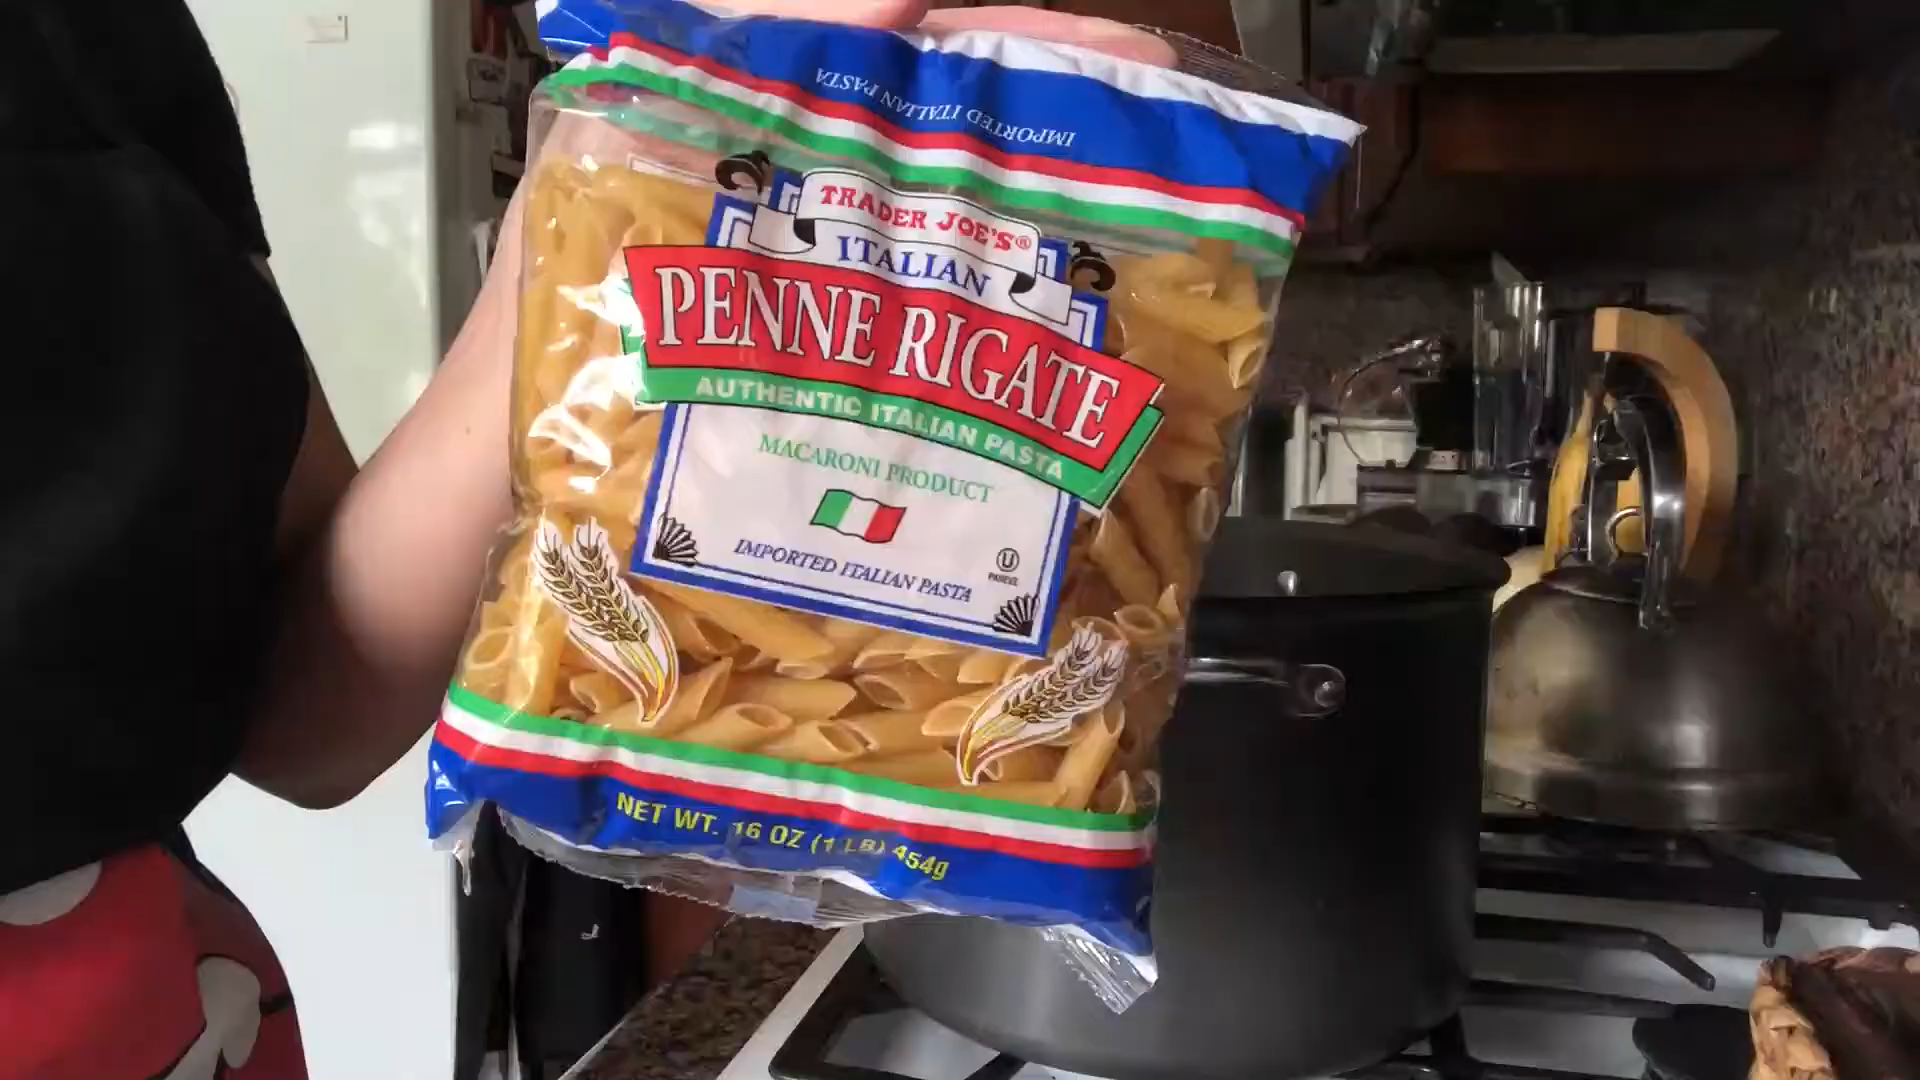 IMPORTED ITALIAN PASTA
TRADER JOE'S®
ITALIAN
PENNE RIGATE
AUTHENTIC ITALIAN PASTA
MACARONI PRODUCT
IMPORTED ITALIAN PASTA
U
PAREVE
NET WT. 16 OZ (1 LB) 454g